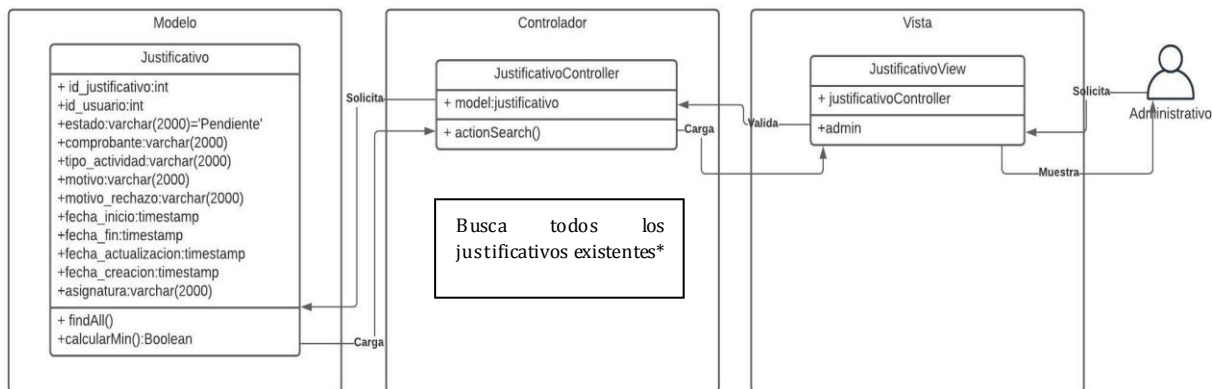 Modelo
Justificativo
+ id_justificativo:int
+id_usuario:int
+estado:varchar(2000)='Pendiente'
+comprobante:varchar(2000)
+tipo_actividad:varchar(2000)
+motivo:varchar(2000)
+motivo_rechazo:varchar(2000)
+fecha_inicio:timestamp
+fecha_fin:timestamp
+fecha_actualizacion:timestamp
+fecha_creacion:timestamp
+asignatura:varchar(2000)
+ findAll()
+calcularMin():Boolean
Solicita
Carga
Controlador
JustificativoController
+ model:justificativo
+ actionSearch()
Busca todos los
justificativos existentes*
Carga
Valida
Vista
JustificativoView
+ justificativoController
+admin
Solicita
Muestra
Administrativo